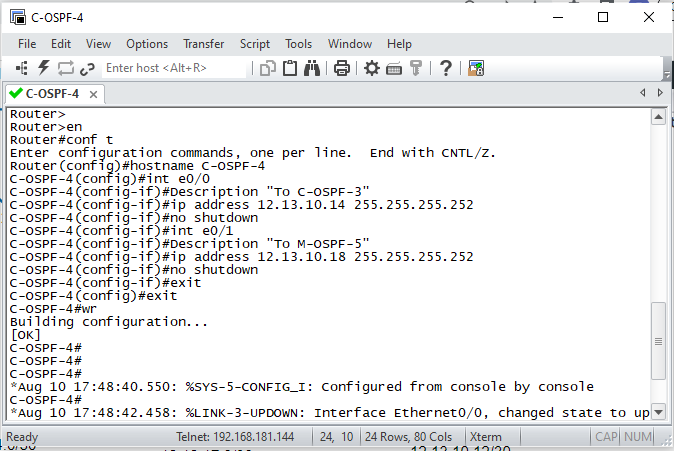 C-OSPF-4
File Edit View Options Transfer Script Tools Window Help
Enter host <Alt+R>
C-OSPF-4
Router>
Router>en
Router#conf t
Enter configuration commands, one per line.  End with CNTL/Z.
Router(config)#hostname C-OSPF-4
C-OSPF-4(config)#int e0/0
C-OSPF-4(config-if)#Description "To C-OSPF-3"
C-OSPF-4(config-if)#ip address 12.13.10.14 255.255.255.252
C-OSPF-4(config-if)#no shutdown
C-OSPF-4(config-if)#int e0/1
C-OSPF-4(config-if)#Description "To M-OSPF-5"
C-OSPF-4(config-if)#ip address 12.13.10.18 255.255.255.252
C-OSPF-4(config-if)#no shutdown
C-OSPF-4(config-if)#exit
C-OSPF-4(config)#exit
C-OSPF-4#wr
Building configuration...
[OK]
C-OSPF-4#
C-OSPF-4#
C-OSPF-4#
*Aug 10 17:48:40.550: %SYS-5-CONFIG_I: Configured from console by console
C-OSPF-4#
*Aug 10 17:48:42.458: %LINK-3-UPDOWN: Interface Ethernet0/0, changed state to up
Ready Telnet: 192.168.181.144 24, 10 24 Rows, 80 Cols Xterm CAP NUM